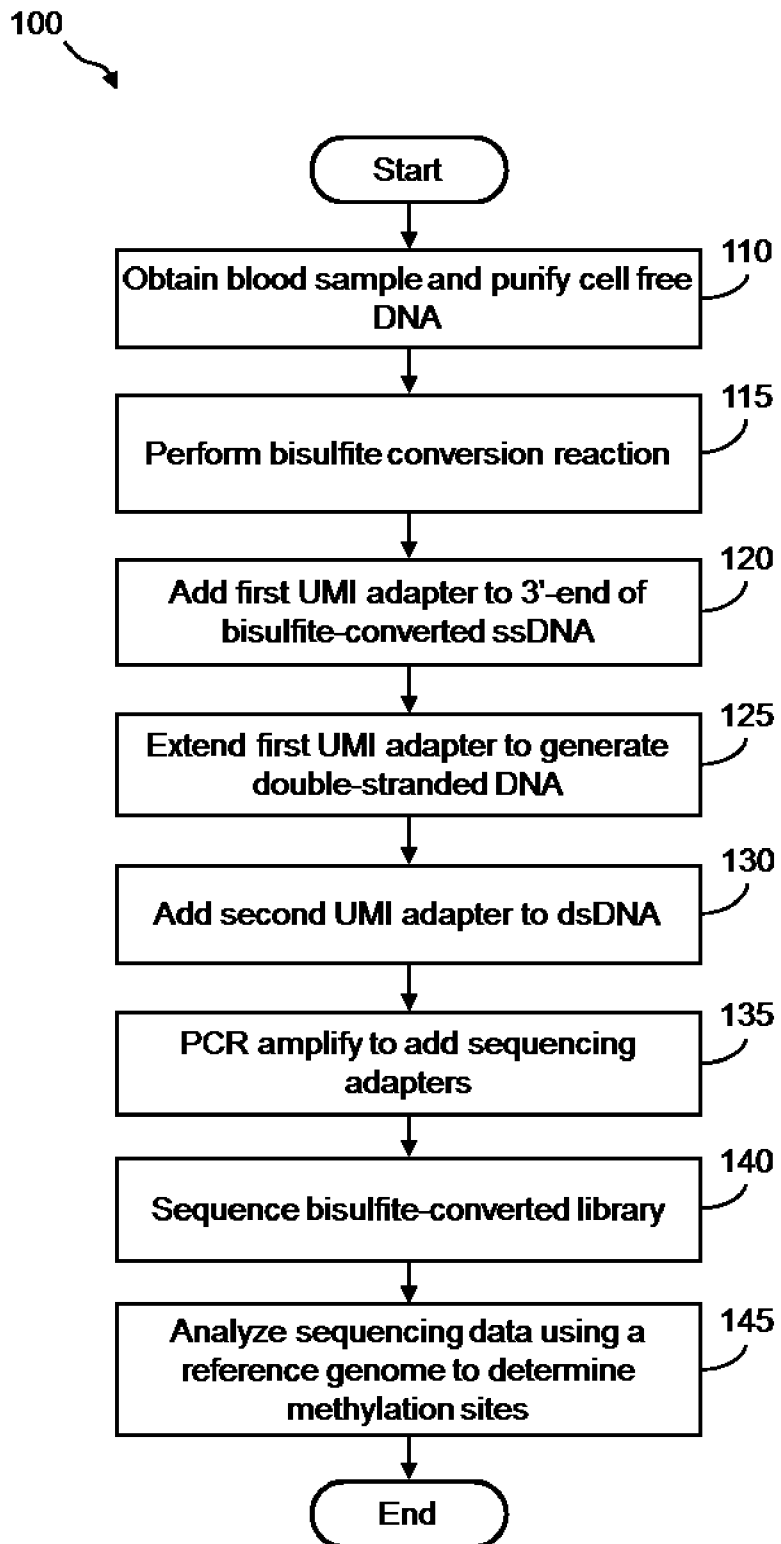 100
Start
110
Obtain blood sample and purify cell free
DNA
115
Perform bisulfite conversion reaction
120
Add first UMI adapter to 3'-end of
bisulfite-converted ssDNA
125
Extend first UMI adapter to generate
double-stranded DNA
130
Add second UMI adapter to dsDNA
135
PCR amplify to add sequencing
adapters
140
Sequence bisulfite-converted library
145
Analyze sequencing data using a
reference genome to determine
methylation sites
End